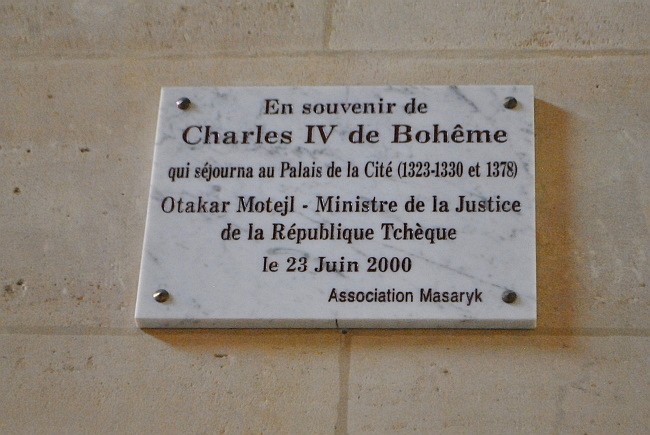 En souvenir de
Charles IV de Bohême
qui séjourna au Palais de la Cité (1323-1330 et 1378)
Otakar Motejl - Ministre de la Justice
de la République Tchèque
le 23 Juin 2000
Association Masaryk